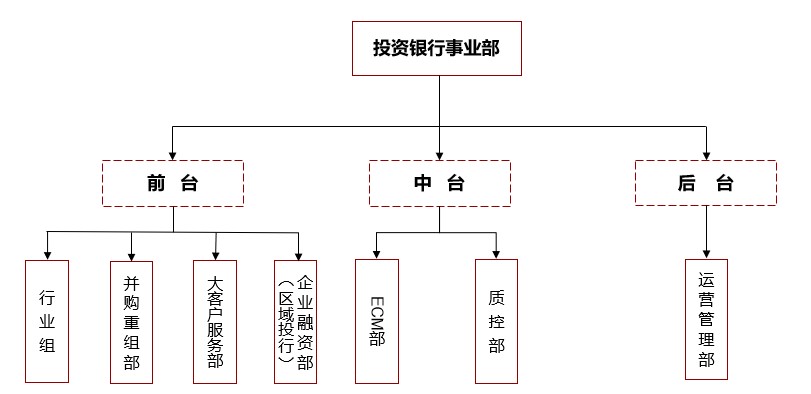 投资银行事业部
前 台
中 台
后 台
行业组
并购重组部
大客户服务部
企业融资部
（区域投行）
ECM部
质控部
运营管理部